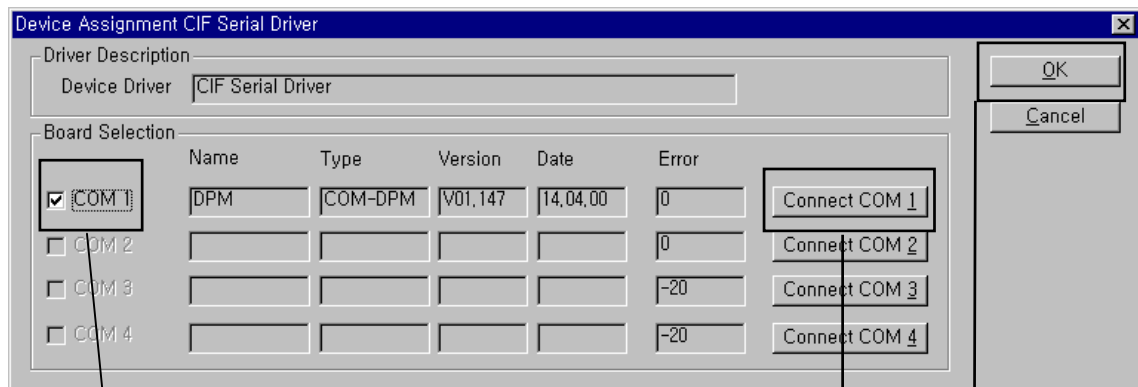 Device Assignment CIF Serial Driver
Driver Description
OK
Device Driver CIF Serial Driver
Cancel
Board Selection
Name Type Version Date Error
COM 1 DPM COM-DPM V01,147 14,04,00 0 Connect COM 1
COM 2 0 Connect COM 2
COM 3 -20 Connect COM 3
COM 4 -20 Connect COM 4